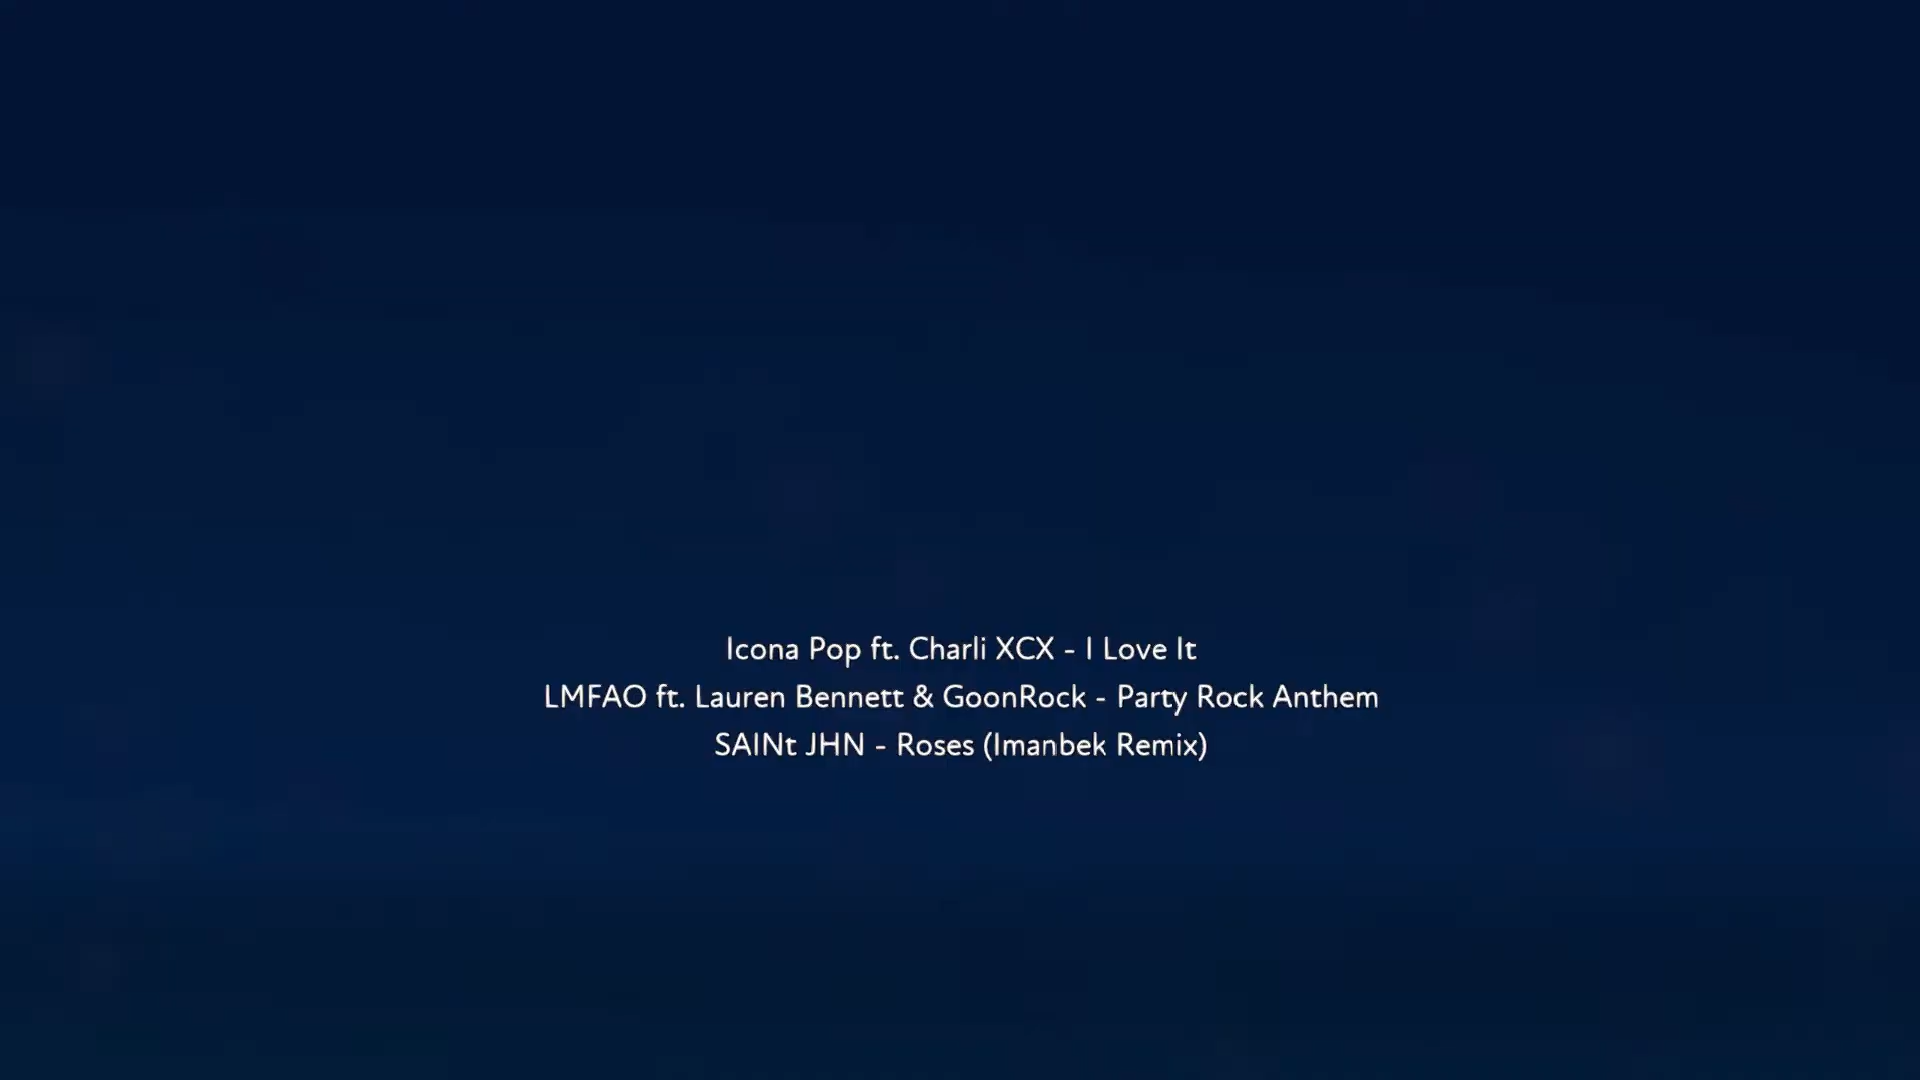 Icona Pop ft. Charli XCX - I Love It
LMFAO ft. Lauren Bennett & GoonRock - Party Rock Anthem
SAINt JHN - Roses (Imanbek Remix)